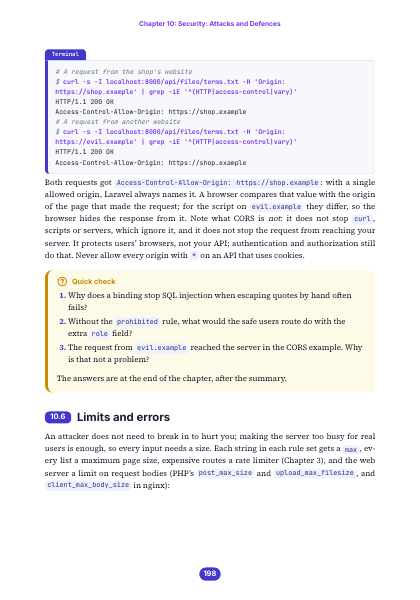 Chapter 10: Security: Attacks and Defences
Terminal
# A request from the shop's website
$ curl -s -I localhost:8000/api/files/terms.txt -H 'Origin:
https://shop.example' | grep -iE '^(HTTP|access-control|vary)'
HTTP/1.1 200 OK
Access-Control-Allow-Origin: https://shop.example
# A request from another website
$ curl -s -I localhost:8000/api/files/terms.txt -H 'Origin:
https://evil.example' | grep -iE '^(HTTP|access-control|vary)'
HTTP/1.1 200 OK
Access-Control-Allow-Origin: https://shop.example
Both requests got Access-Control-Allow-Origin: https://shop.example: with a single
allowed origin, Laravel always names it. A browser compares that value with the origin
of the page that made the request; for the script on evil.example they differ, so the
browser hides the response from it. Note what CORS is not: it does not stop curl,
scripts or servers, which ignore it, and it does not stop the request from reaching your
server. It protects users' browsers, not your API; authentication and authorization still
do that. Never allow every origin with * on an API that uses cookies.
Quick check
1. Why does a binding stop SQL injection when escaping quotes by hand often
fails?
2. Without the prohibited rule, what would the safe users route do with the
extra role field?
3. The request from evil.example reached the server in the CORS example. Why
is that not a problem?
The answers are at the end of the chapter, after the summary.
10.6 Limits and errors
An attacker does not need to break in to hurt you; making the server too busy for real
users is enough, so every input needs a size. Each string in each rule set gets a max, ev-
ery list a maximum page size, expensive routes a rate limiter (Chapter 3), and the web
server a limit on request bodies (PHP's post_max_size and upload_max_filesize, and
client_max_body_size in nginx):
198